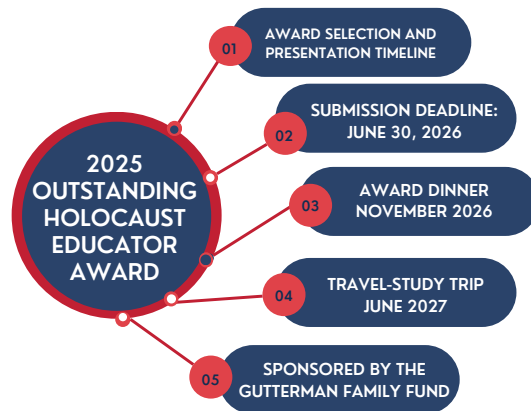 2025
OUTSTANDING
HOLOCAUST
EDUCATOR
AWARD
01
AWARD SELECTION AND
PRESENTATION TIMELINE
02
SUBMISSION DEADLINE:
JUNE 30, 2026
03
AWARD DINNER
NOVEMBER 2026
04
TRAVEL-STUDY TRIP
JUNE 2027
05
SPONSORED BY THE
GUTTERMAN FAMILY FUND